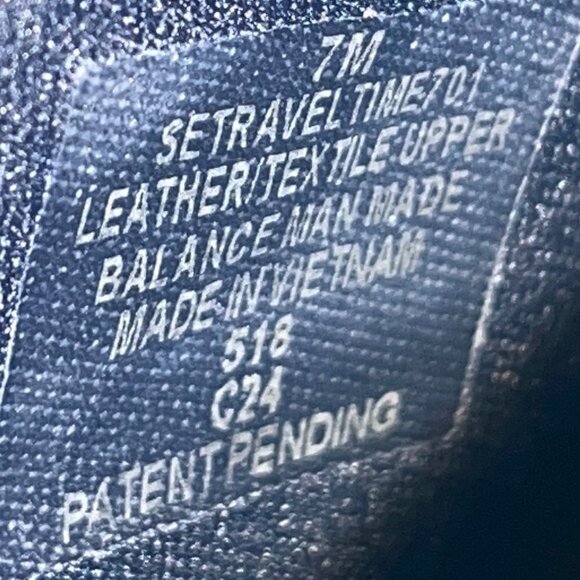 7M
SETRAVELTIME701
LEATHER/TEXTILE UPPER
BALANCE MAN MADE
MADE IN VIETNAM
518
C24
PATENT PENDING